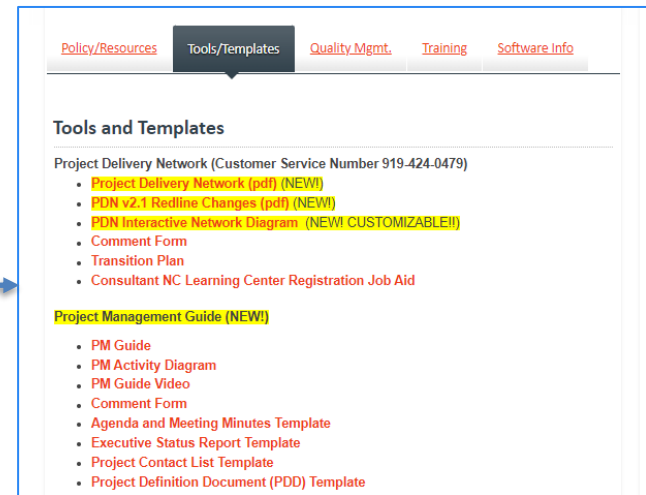 Policy/Resources Tools/Templates Quality Mgmt. Training Software Info
Tools and Templates
Project Delivery Network (Customer Service Number 919-424-0479)
• Project Delivery Network (pdf) (NEW!)
• PDN v2.1 Redline Changes (pdf) (NEW!)
• PDN Interactive Network Diagram (NEW! CUSTOMIZABLE!!)
• Comment Form
• Transition Plan
• Consultant NC Learning Center Registration Job Aid
Project Management Guide (NEW!)
• PM Guide
• PM Activity Diagram
• PM Guide Video
• Comment Form
• Agenda and Meeting Minutes Template
• Executive Status Report Template
• Project Contact List Template
• Project Definition Document (PDD) Template